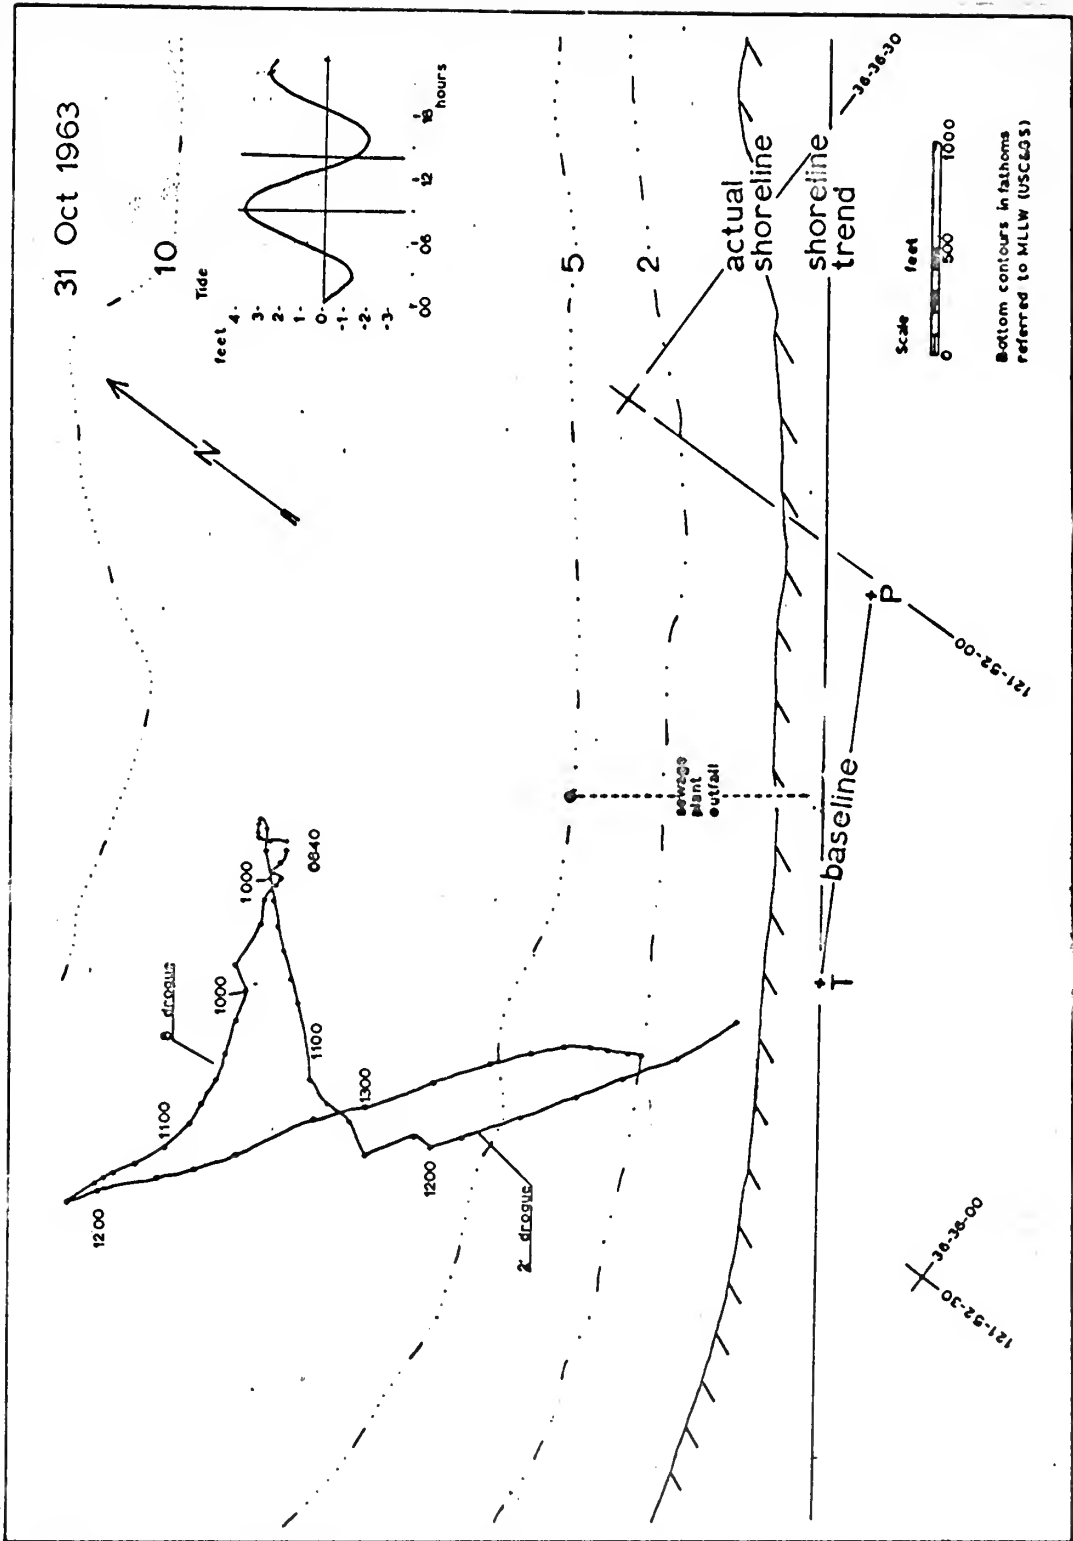 31 Oct 1963
10
Tide
feet
4-
3-
2-
1-
0-
-1-
-2-
-3-
00
06
12
18
hours
N
5
2
actual
shoreline
36-36-30
shoreline
trend
Scale feet
0
500
1000
Bottom contours in fathoms
referred to MLLW (USC&GS)
121-52-00
P
baseline
T
sewage
plant
outfall
0840
1000
1000
drogue
1100
1100
1200
1300
1200
2' drogue
36-36-00
121-52-30